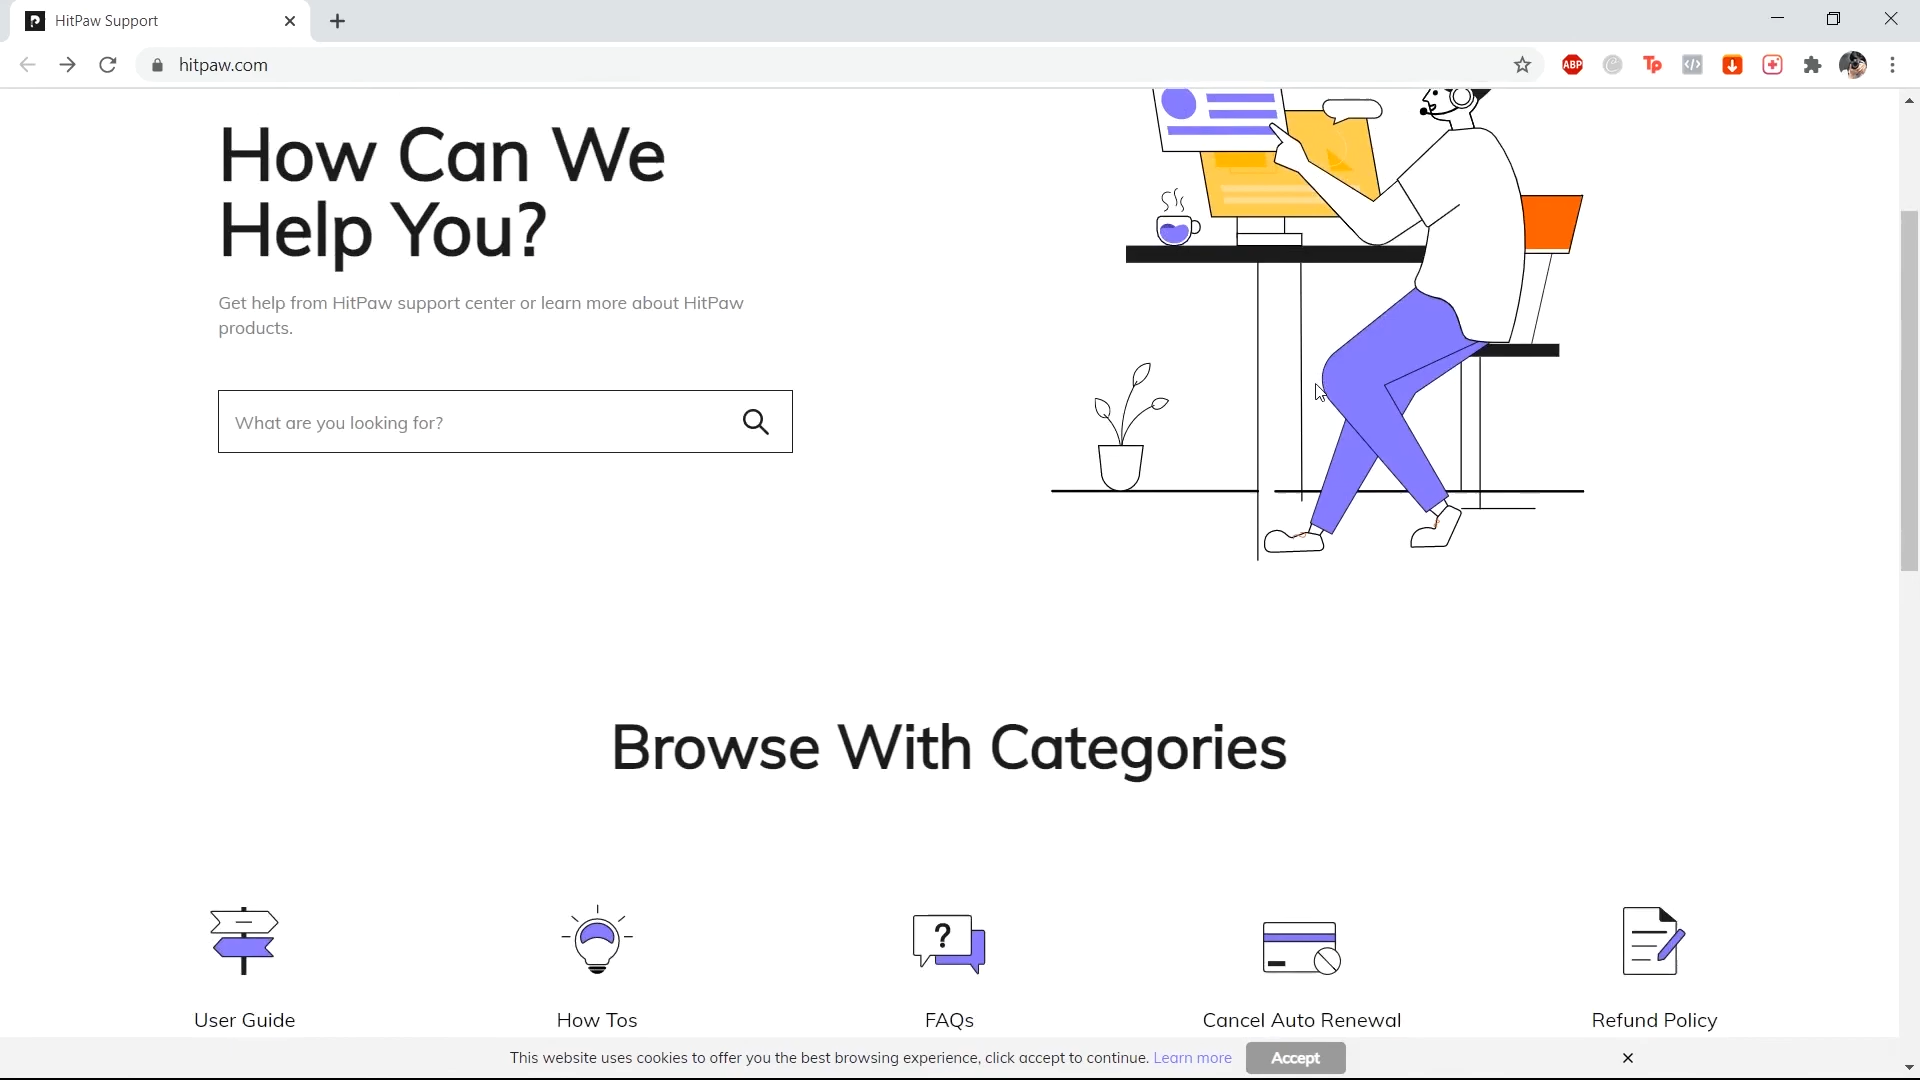 HitPaw Support
hitpaw.com
ABP
Tp
How Can We
Help You?
Get help from HitPaw support center or learn more about HitPaw
products.
What are you looking for?
Browse With Categories
?
User Guide
How Tos
FAQs
Cancel Auto Renewal
Refund Policy
This website uses cookies to offer you the best browsing experience, click accept to continue. Learn more
Accept